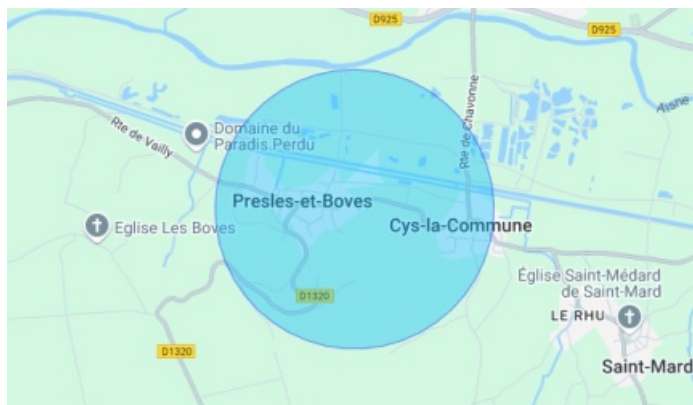 D925
D925
Rte de Chavonne
Aisne
Rte de Vailly
Domaine du
Paradis Perdu
Presles-et-Boves
Eglise Les Boves
Cys-la-Commune
Église Saint-Médard
de Saint-Mard
D1320
LE RHU
D1320
Saint-Mard